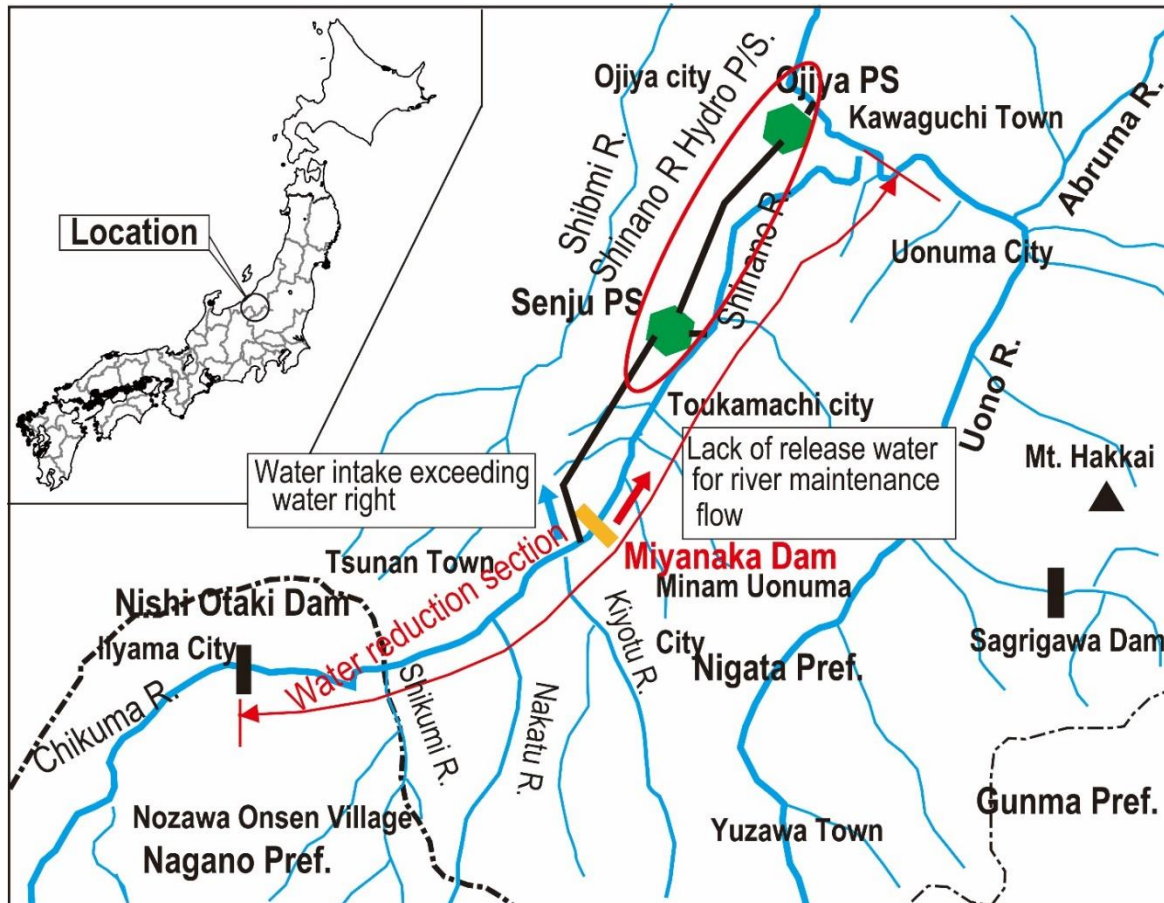 Location
Ojiya city
Ojiya PS
Shinano R Hydro P/S.
Kawaguchi Town
Abruma R.
Shibmi R.
Shinano R.
Uonuma City
Senju PS
Uono R.
Toukamachi city
Mt. Hakkai
Water intake exceeding
water right
Lack of release water
for river maintenance
flow
Tsunan Town
Miyanaka Dam
Minam Uonuma
City
Nishi Otaki Dam
Iiyama City
Water reduction section
Kiyotu R.
Nigata Pref.
Sagrigawa Dam
Chikuma R.
Shikumi R.
Nakatu R.
Nozawa Onsen Village
Nagano Pref.
Yuzawa Town
Gunma Pref.